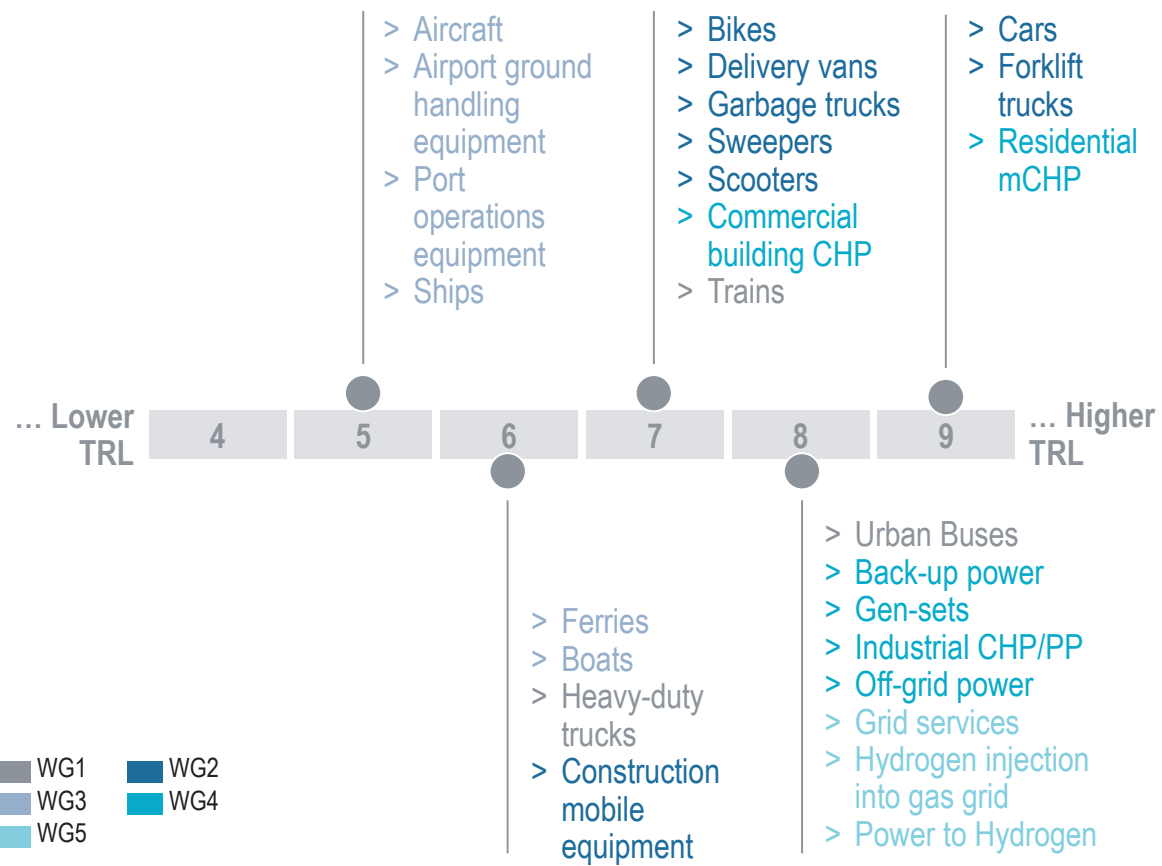 > Aircraft
> Airport ground
handling
equipment
> Port
operations
equipment
> Ships
> Bikes
> Delivery vans
> Garbage trucks
> Sweepers
> Scooters
> Commercial
building CHP
> Trains
> Cars
> Forklift
trucks
> Residential
mCHP
… Lower
TRL
4
5
6
7
8
9
… Higher
TRL
> Ferries
> Boats
> Heavy-duty
trucks
> Construction
mobile
equipment
> Urban Buses
> Back-up power
> Gen-sets
> Industrial CHP/PP
> Off-grid power
> Grid services
> Hydrogen injection
into gas grid
> Power to Hydrogen
WG1
WG2
WG3
WG4
WG5